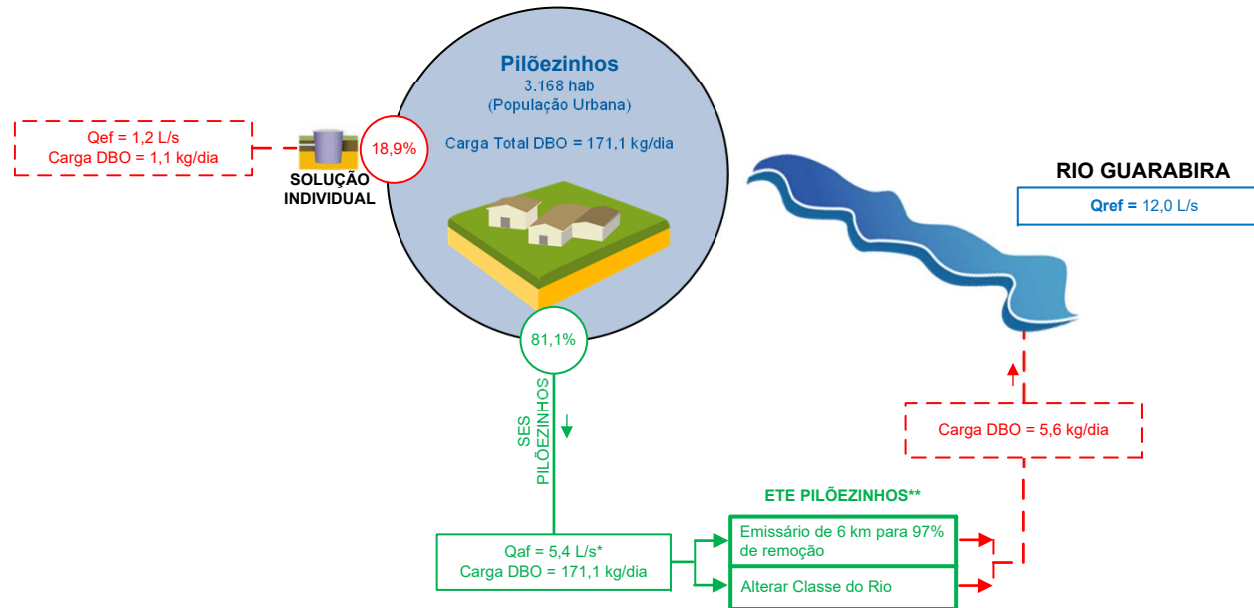 Pilõezinhos
3.168 hab
(População Urbana)
Carga Total DBO = 171,1 kg/dia
Qef = 1,2 L/s
Carga DBO = 1,1 kg/dia
18,9%
SOLUÇÃO
INDIVIDUAL
RIO GUARABIRA
Qref = 12,0 L/s
81,1%
SES
PILÕEZINHOS
Carga DBO = 5,6 kg/dia
ETE PILÕEZINHOS**
Qaf = 5,4 L/s*
Carga DBO = 171,1 kg/dia
Emissário de 6 km para 97%
de remoção
Alterar Classe do Rio